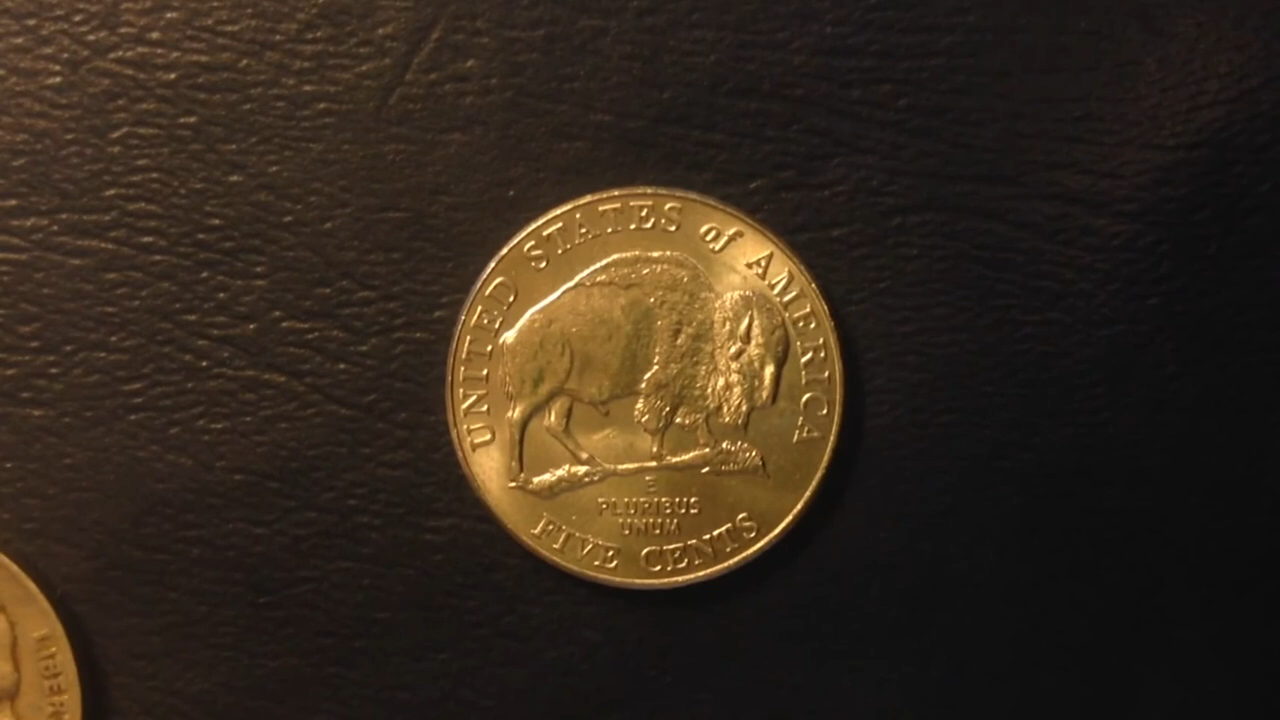 UNITED STATES of AMERICA
E
PLURIBUS
UNUM
FIVE CENTS